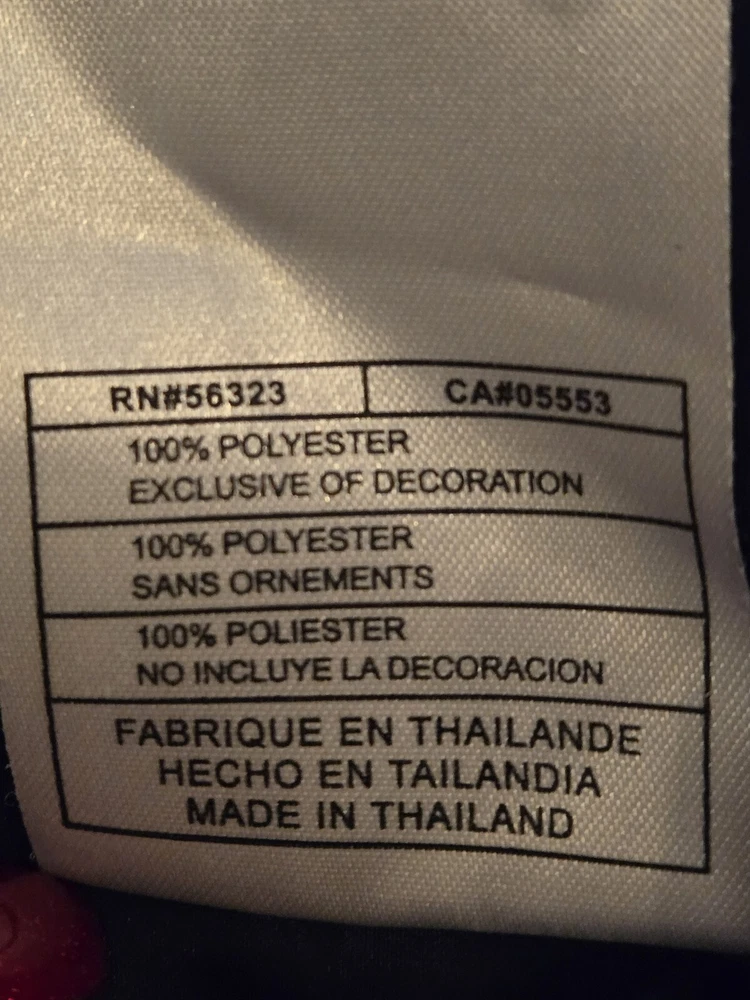 RN#56323 CA#05553
100% POLYESTER
EXCLUSIVE OF DECORATION
100% POLYESTER
SANS ORNEMENTS
100% POLIESTER
NO INCLUYE LA DECORACION
FABRIQUE EN THAILANDE
HECHO EN TAILANDIA
MADE IN THAILAND